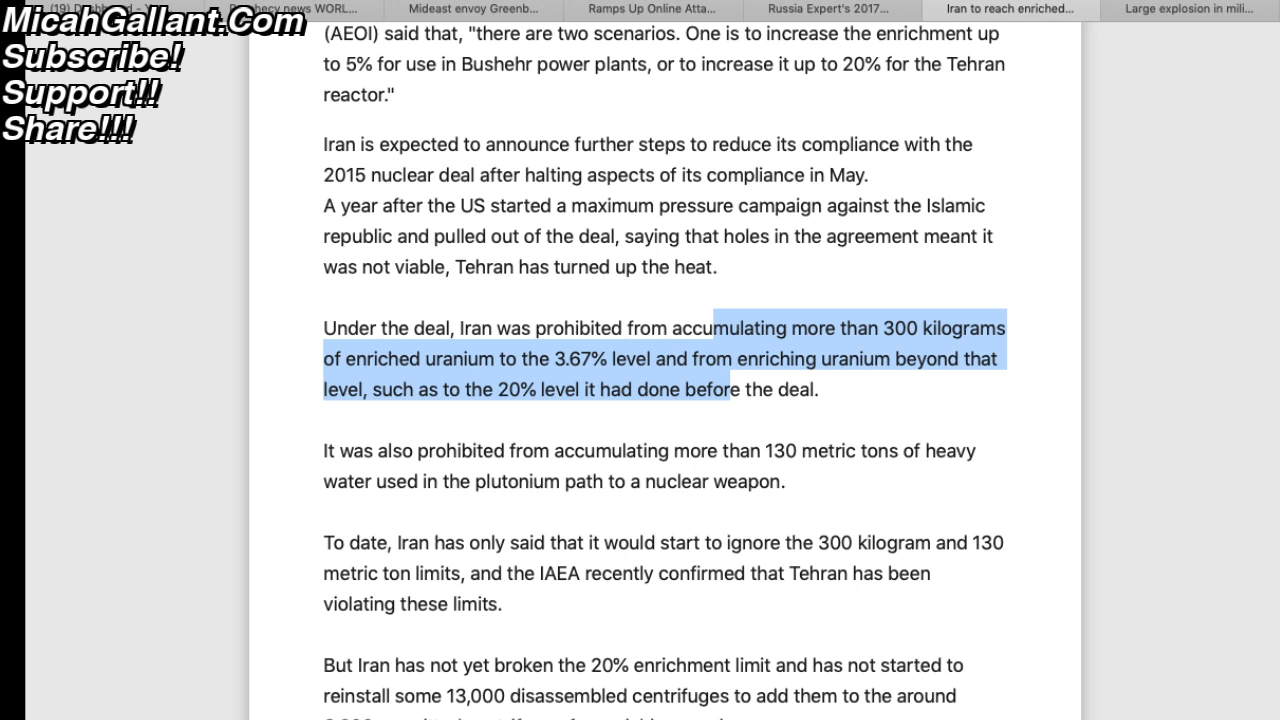 (19) Dashboard - Y
Prophecy news WORL...
Mideast envoy Greenb...
Ramps Up Online Atta...
Russia Expert's 2017...
Iran to reach enriched...
Large explosion in mili...
MicahGallant.Com
Subscribe!
Support!!
Share!!!
(AEOI) said that, "there are two scenarios. One is to increase the enrichment up
to 5% for use in Bushehr power plants, or to increase it up to 20% for the Tehran
reactor."
Iran is expected to announce further steps to reduce its compliance with the
2015 nuclear deal after halting aspects of its compliance in May.
A year after the US started a maximum pressure campaign against the Islamic
republic and pulled out of the deal, saying that holes in the agreement meant it
was not viable, Tehran has turned up the heat.
Under the deal, Iran was prohibited from accumulating more than 300 kilograms
of enriched uranium to the 3.67% level and from enriching uranium beyond that
level, such as to the 20% level it had done before the deal.
It was also prohibited from accumulating more than 130 metric tons of heavy
water used in the plutonium path to a nuclear weapon.
To date, Iran has only said that it would start to ignore the 300 kilogram and 130
metric ton limits, and the IAEA recently confirmed that Tehran has been
violating these limits.
But Iran has not yet broken the 20% enrichment limit and has not started to
reinstall some 13,000 disassembled centrifuges to add them to the around